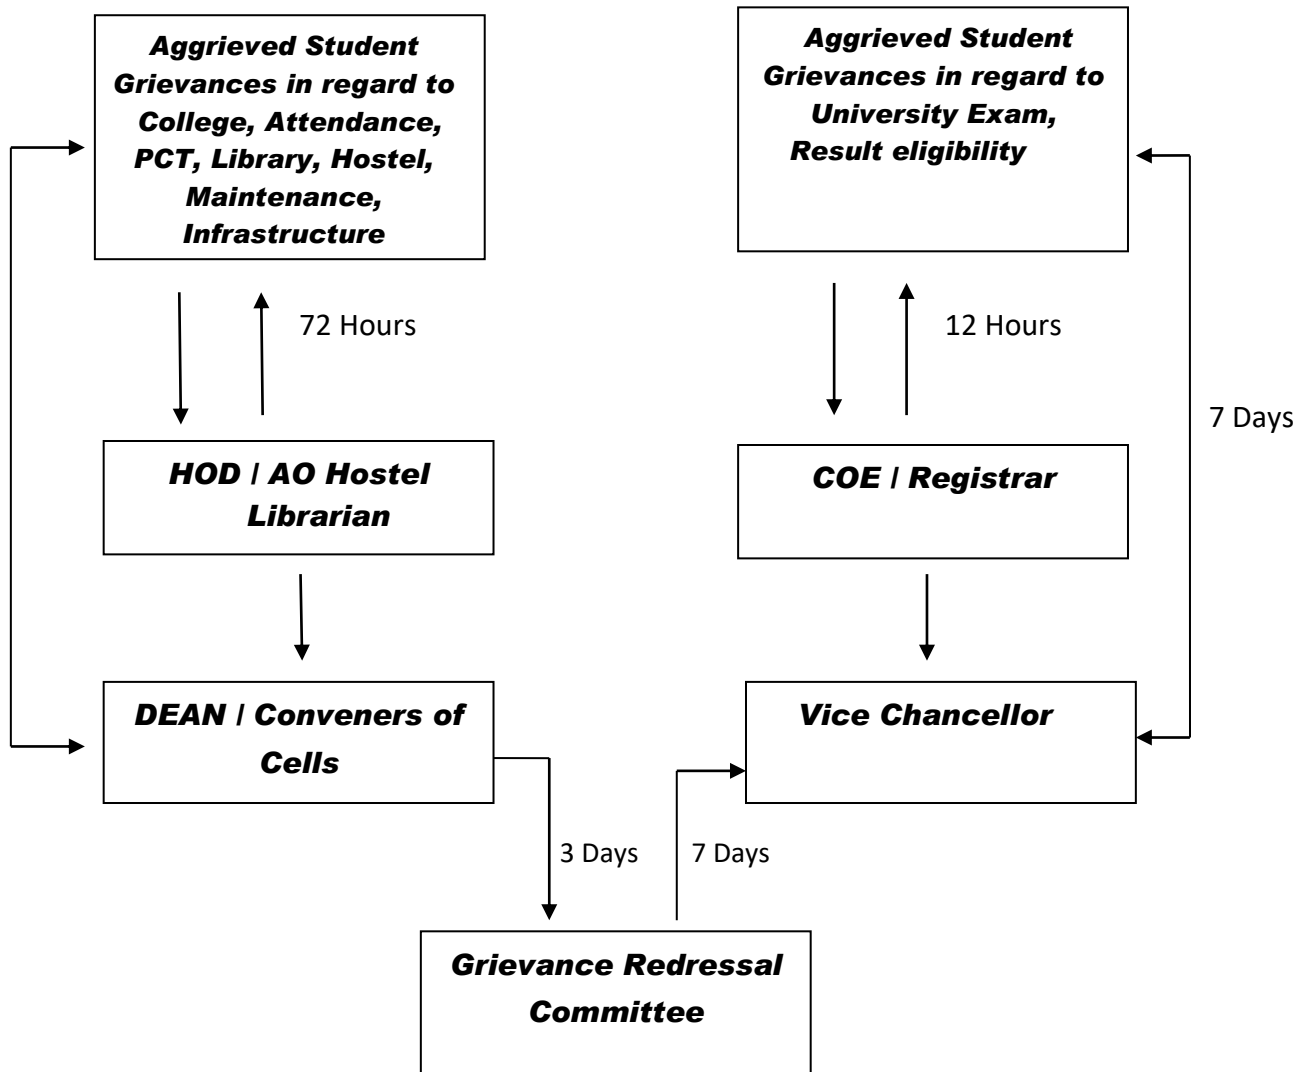 Aggrieved Student
Grievances in regard to
College, Attendance,
PCT, Library, Hostel,
Maintenance,
Infrastructure
Aggrieved Student
Grievances in regard to
University Exam,
Result eligibility
72 Hours
12 Hours
7 Days
HOD / AO Hostel
Librarian
COE / Registrar
DEAN / Conveners of
Cells
Vice Chancellor
3 Days
7 Days
Grievance Redressal
Committee